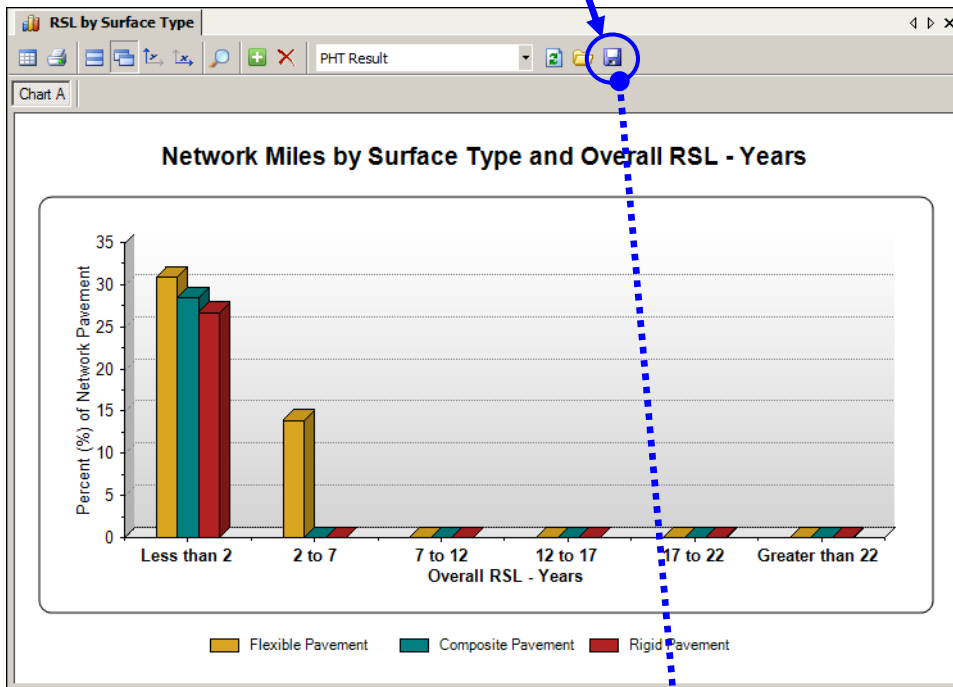 RSL by Surface Type
PHT Result
Chart A
Network Miles by Surface Type and Overall RSL - Years
Percent (%) of Network Pavement
35
30
25
20
15
10
5
0
Less than 2 2 to 7 7 to 12 12 to 17 17 to 22 Greater than 22
Overall RSL - Years
Flexible Pavement Composite Pavement Rigid Pavement